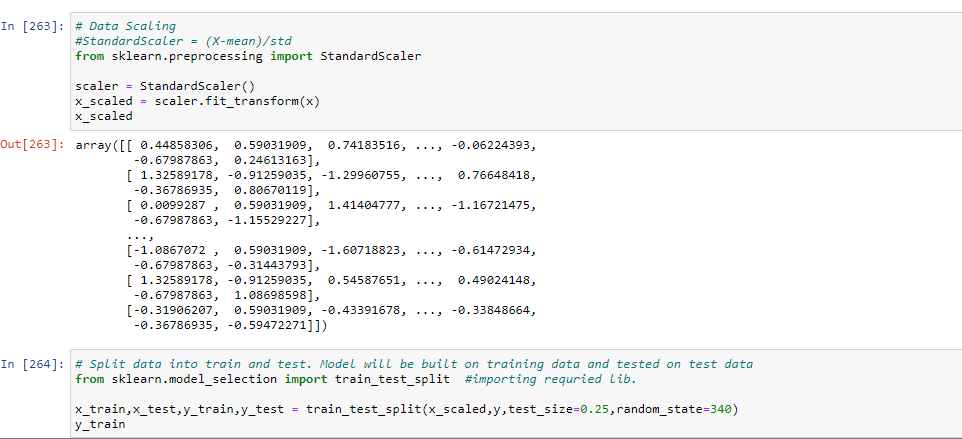 In [263]: # Data Scaling
#StandardScaler = (X-mean)/std
from sklearn.preprocessing import StandardScaler
scaler = StandardScaler()
x_scaled = scaler.fit_transform(x)
x_scaled
Out[263]: array([[ 0.44858306,  0.59031909,  0.74183516, ..., -0.06224393,
-0.67987863,  0.24613163],
[ 1.32589178, -0.91259035, -1.29960755, ...,  0.76648418,
-0.36786935,  0.80670119],
[ 0.0099287 ,  0.59031909,  1.41404777, ..., -1.16721475,
-0.67987863, -1.15529227],
...,
[-1.0867072 ,  0.59031909, -1.60718823, ..., -0.61472934,
-0.67987863, -0.31443793],
[ 1.32589178, -0.91259035,  0.54587651, ...,  0.49024148,
-0.67987863,  1.08698598],
[-0.31906207,  0.59031909, -0.43391678, ..., -0.33848664,
-0.36786935, -0.59472271]])
In [264]: # Split data into train and test. Model will be built on training data and tested on test data
from sklearn.model_selection import train_test_split  #importing requried lib.
x_train,x_test,y_train,y_test = train_test_split(x_scaled,y,test_size=0.25,random_state=340)
y_train